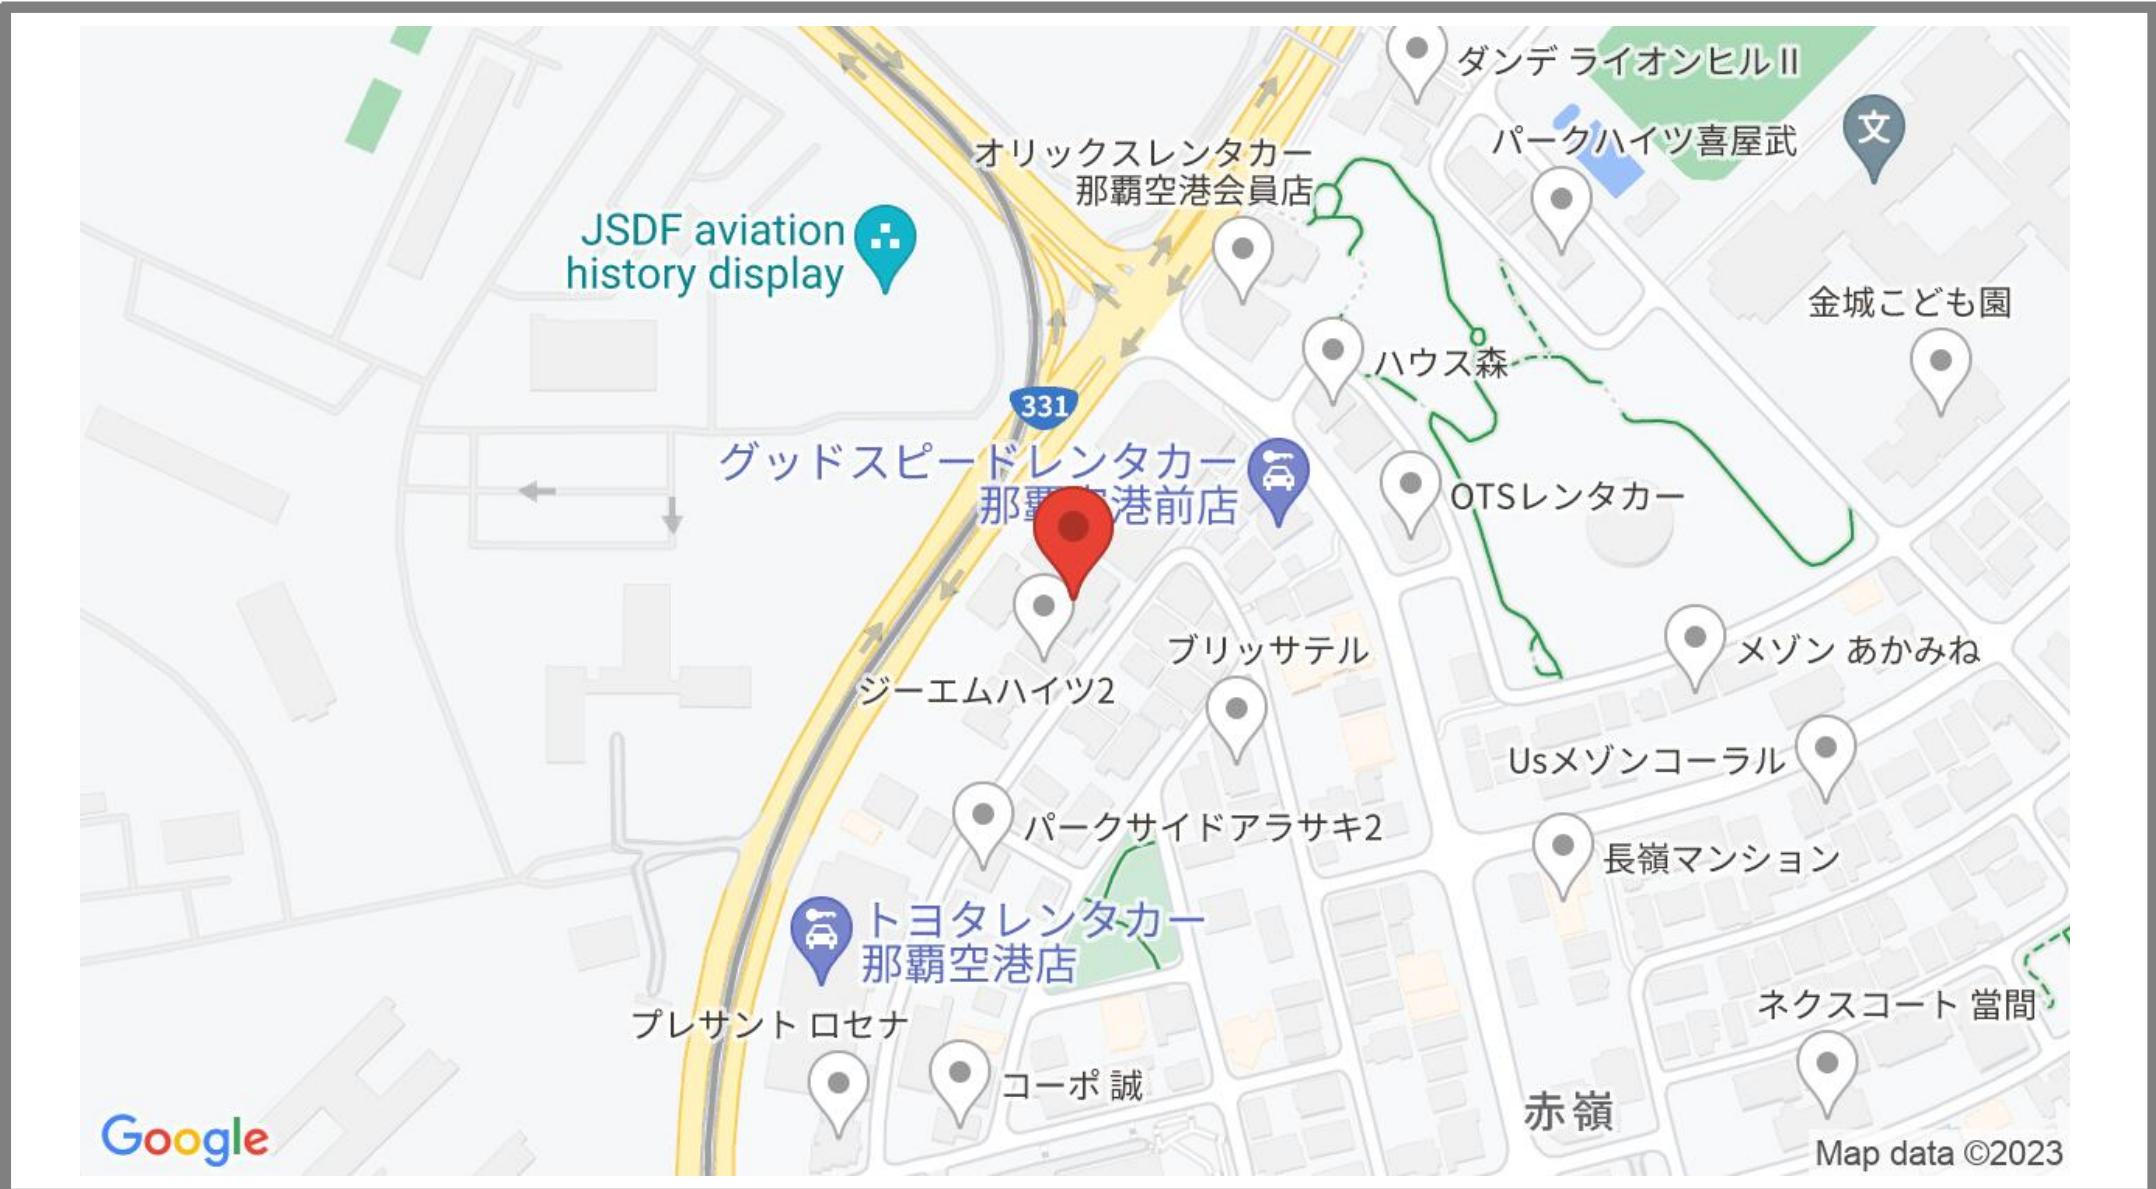 ダンデ ライオンヒル II
パークハイツ喜屋武
文
オリックスレンタカー
那覇空港会員店
JSDF aviation
history display
金城こども園
ハウス森
331
グッドスピードレンタカー
那覇空港前店
OTSレンタカー
ブリッサテル
メゾン あかみね
ジーエムハイツ2
Usメゾンコーラル
パークサイドアラサキ2
長嶺マンション
トヨタレンタカー
那覇空港店
プレサント ロセナ
ネクスコート 當間
コーポ 誠
赤嶺
Google
Map data ©2023